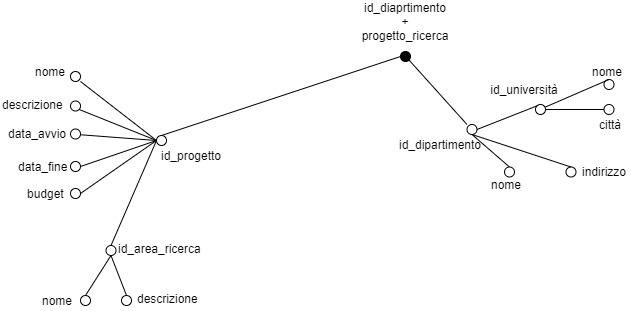 id_diaprtimento
+
progetto_ricerca
nome
descrizione
data_avvio
data_fine
budget
id_progetto
id_area_ricerca
nome
descrizione
id_università
nome
città
id_dipartimento
nome
indirizzo